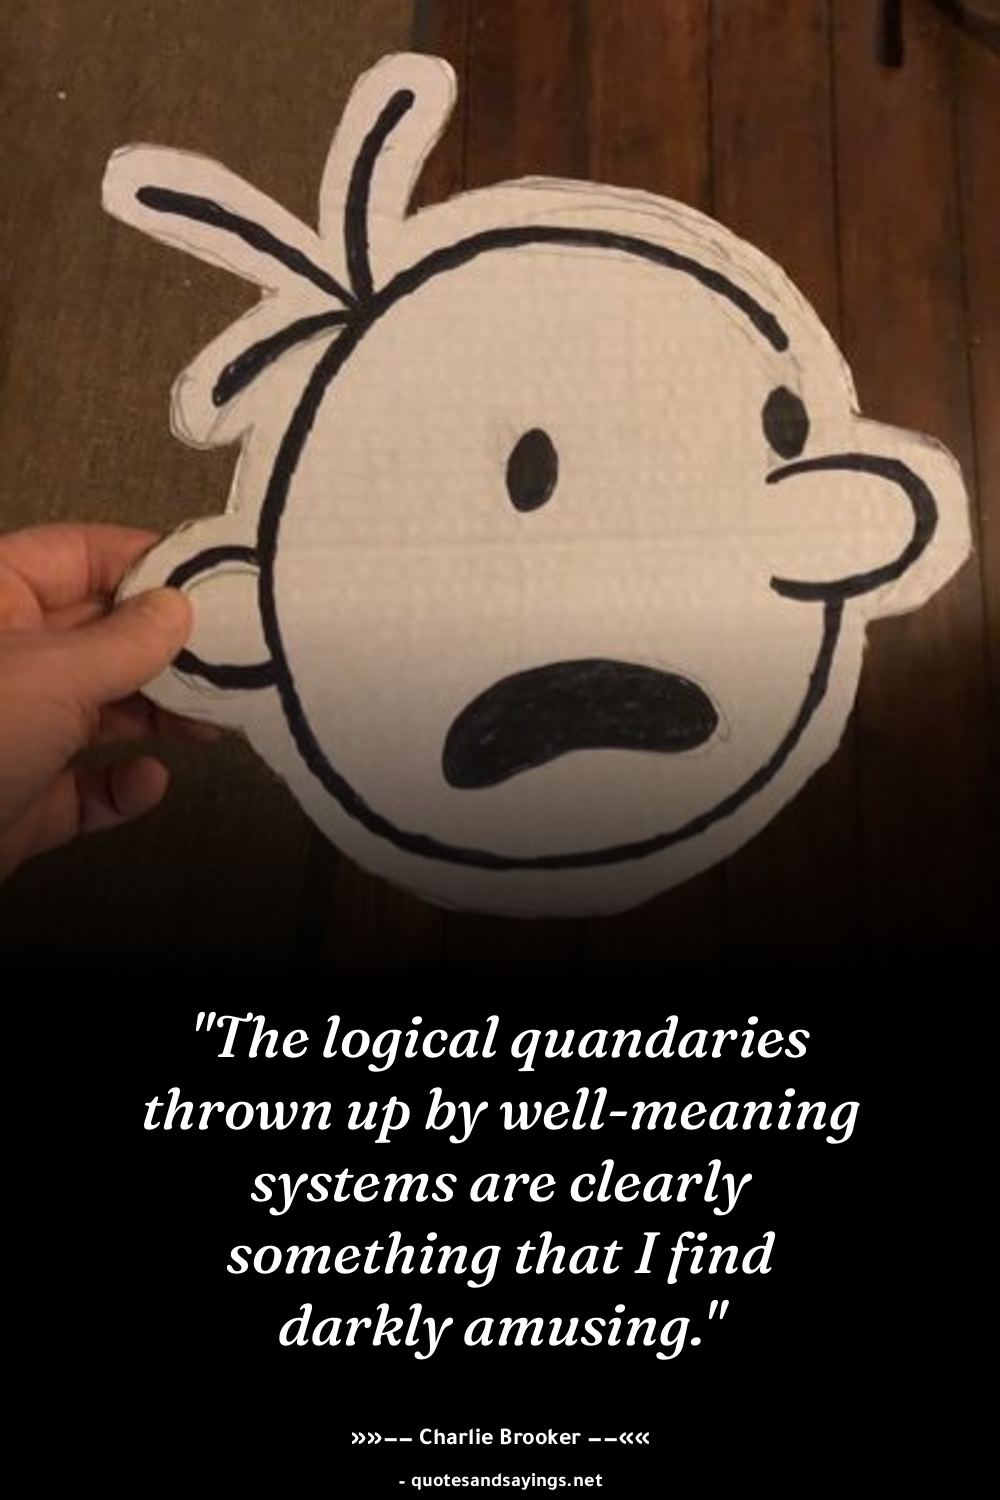 "The logical quandaries
thrown up by well-meaning
systems are clearly
something that I find
darkly amusing."
»»−− Charlie Brooker −−««
- quotesandsayings.net